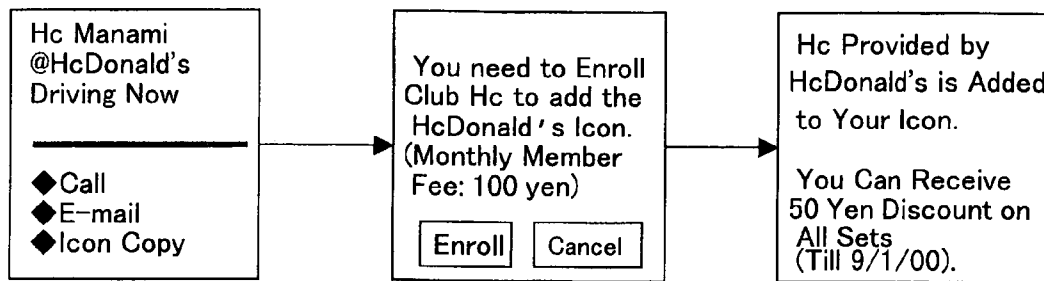 Hc Manami
@HcDonald's
Driving Now
◆Call
◆E-mail
◆Icon Copy
You need to Enroll
Club Hc to add the
HcDonald's Icon.
(Monthly Member
Fee: 100 yen)
Enroll
Cancel
Hc Provided by
HcDonald's is Added
to Your Icon.
You Can Receive
50 Yen Discount on
All Sets
(Till 9/1/00).